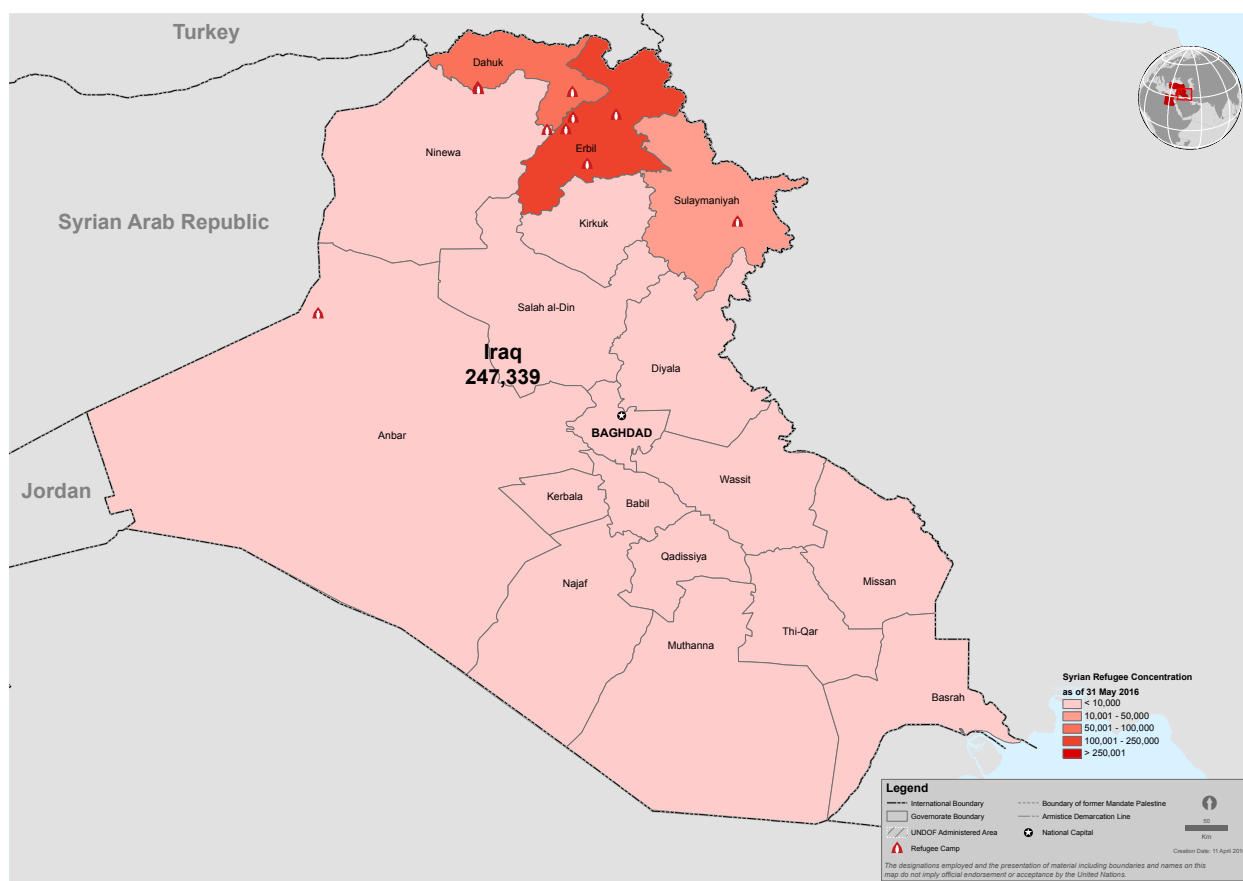 Turkey
Dahuk
Ninewa
Erbil
Syrian Arab Republic
Sulaymaniyah
Kirkuk
Salah al-Din
Iraq
247,339
Diyala
Anbar
BAGHDAD
Jordan
Wassit
Kerbala
Babil
Qadissiya
Najaf
Missan
Thi-Qar
Muthanna
Basrah
Syrian Refugee Concentration
as of 31 May 2016
< 10,000
10,001 - 50,000
50,001 - 100,000
100,001 - 250,000
> 250,001
Legend
International Boundary
Boundary of former Mandate Palestine
Governorate Boundary
Armistice Demarcation Line
50
UNDOF Administered Area
National Capital
Km
Refugee Camp
Creation Date: 11 April 201
The designations employed and the presentation of material including boundaries and names on this
map do not imply official endorsement or acceptance by the United Nations.